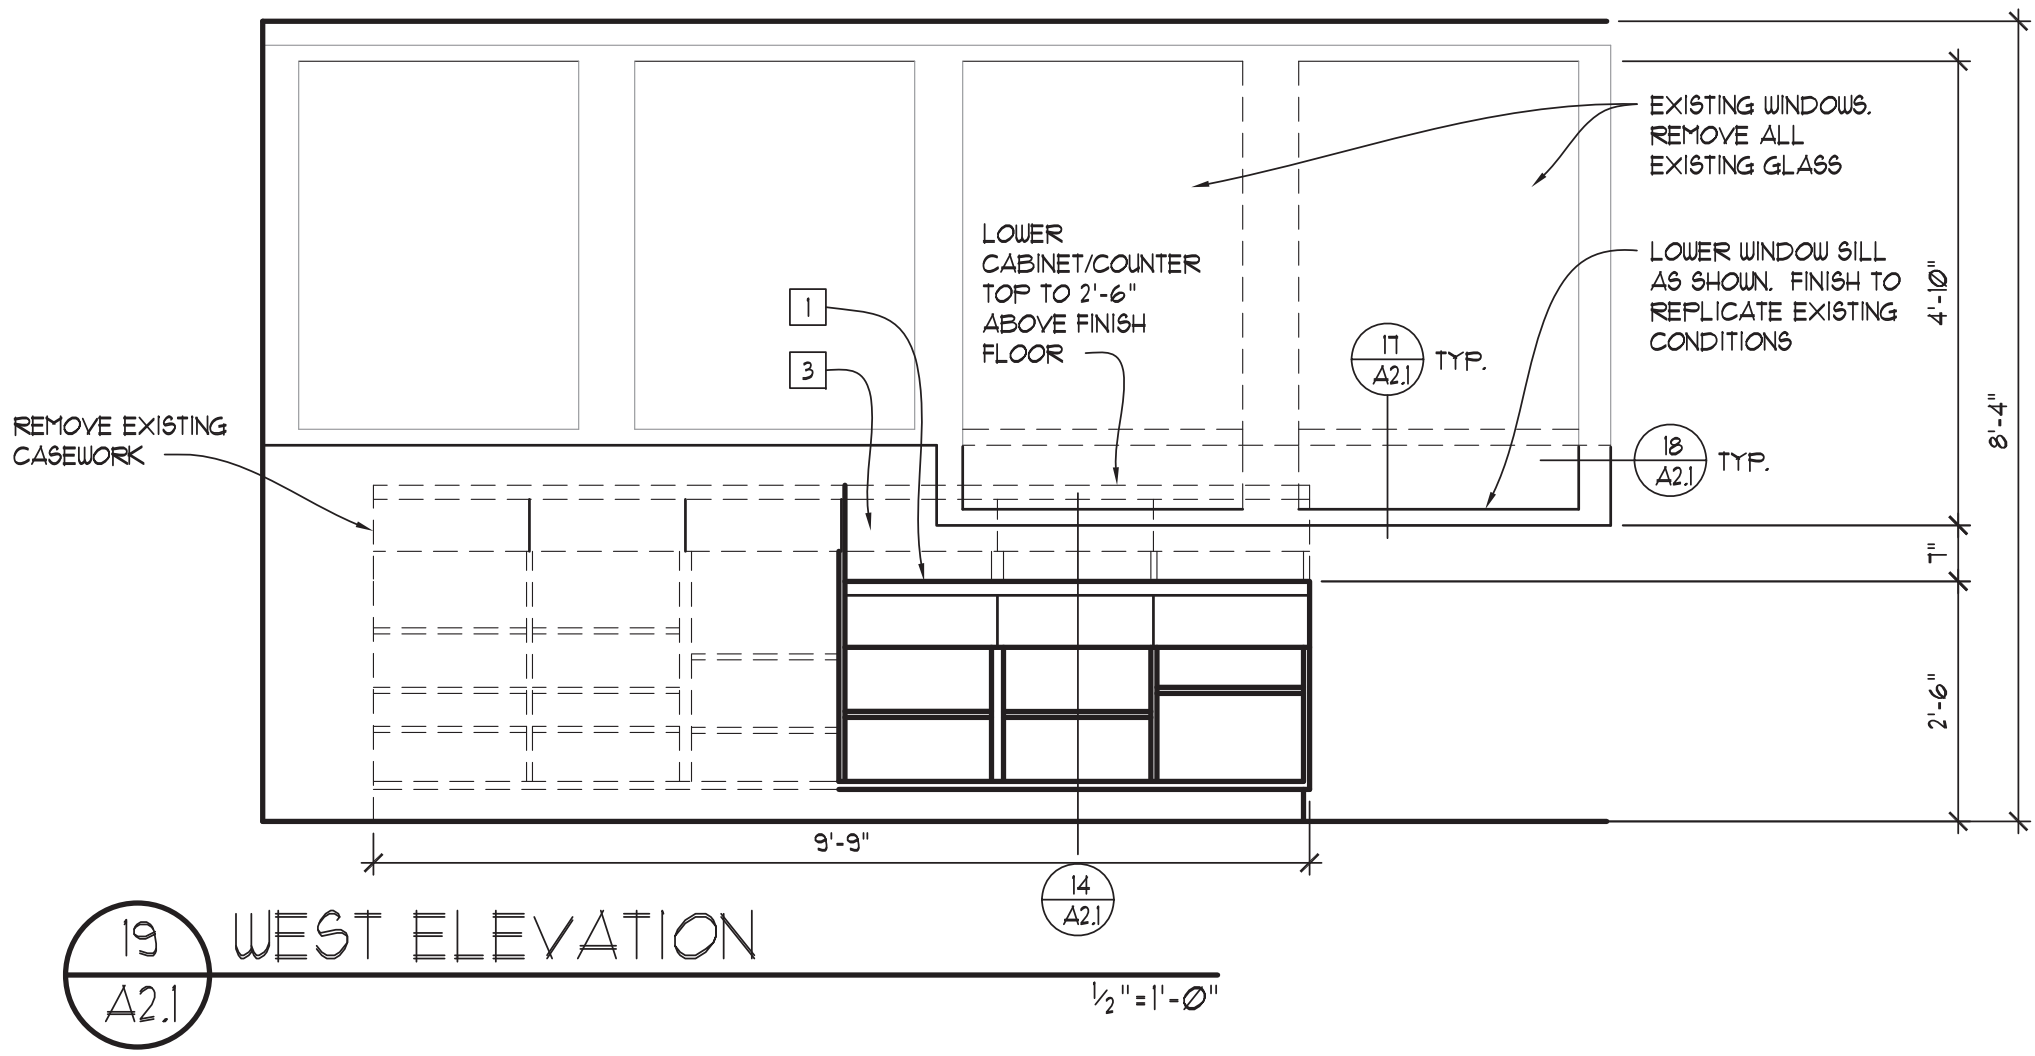 EXISTING WINDOWS.
REMOVE ALL
EXISTING GLASS
LOWER
CABINET/COUNTER
TOP TO 2'-6"
ABOVE FINISH
FLOOR
LOWER WINDOW SILL
AS SHOWN. FINISH TO
REPLICATE EXISTING
CONDITIONS
4'-10"
1
3
17
A2.1
TYP.
8'-4"
REMOVE EXISTING
CASEWORK
18
A2.1
TYP.
7"
2'-6"
9'-9"
14
A2.1
19
A2.1
WEST ELEVATION
1/2"=1'-0"